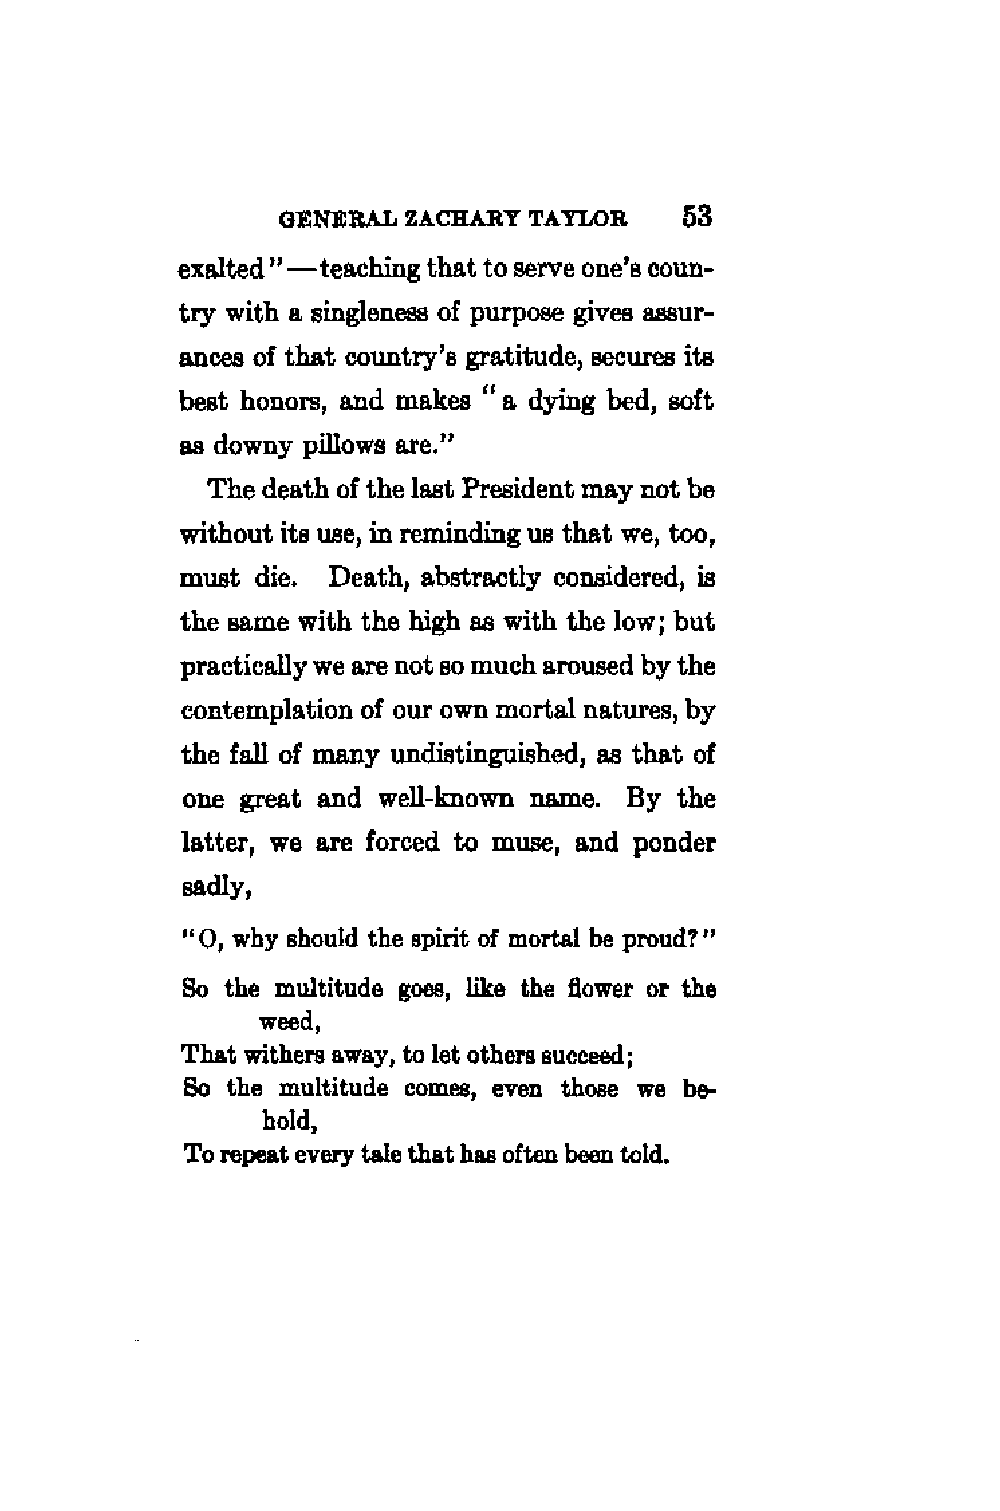 GENERAL ZACHARY TAYLOR 53
exalted"—teaching that to serve one's coun-
try with a singleness of purpose gives assur-
ances of that country's gratitude, secures its
best honors, and makes "a dying bed, soft
as downy pillows are."
The death of the last President may not be
without its use, in reminding us that we, too,
must die. Death, abstractly considered, is
the same with the high as with the low; but
practically we are not so much aroused by the
contemplation of our own mortal natures, by
the fall of many undistinguished, as that of
one great and well-known name. By the
latter, we are forced to muse, and ponder
sadly,
"O, why should the spirit of mortal be proud?"
So the multitude goes, like the flower or the
weed,
That withers away, to let others succeed;
So the multitude comes, even those we be-
hold,
To repeat every tale that has often been told.